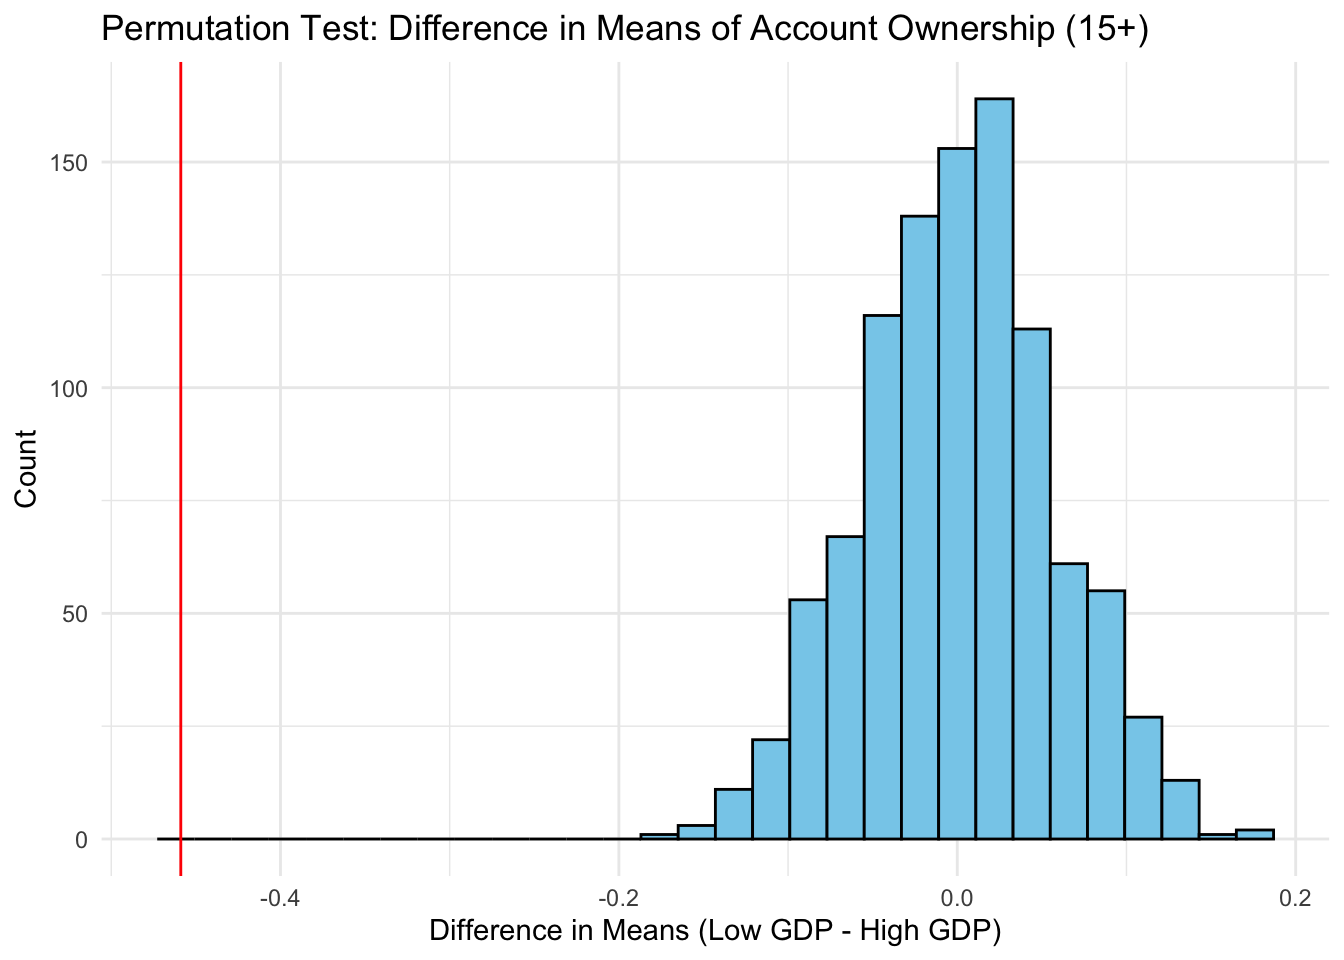 Permutation Test: Difference in Means of Account Ownership (15+)
150
100
50
0
Count
-0.4
-0.2
0.0
0.2
Difference in Means (Low GDP - High GDP)